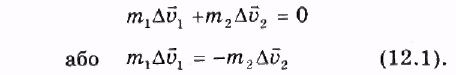 m₁Δv⃗₁ + m₂Δv⃗₂ = 0
або m₁Δv⃗₁ = −m₂Δv⃗₂ (12.1).